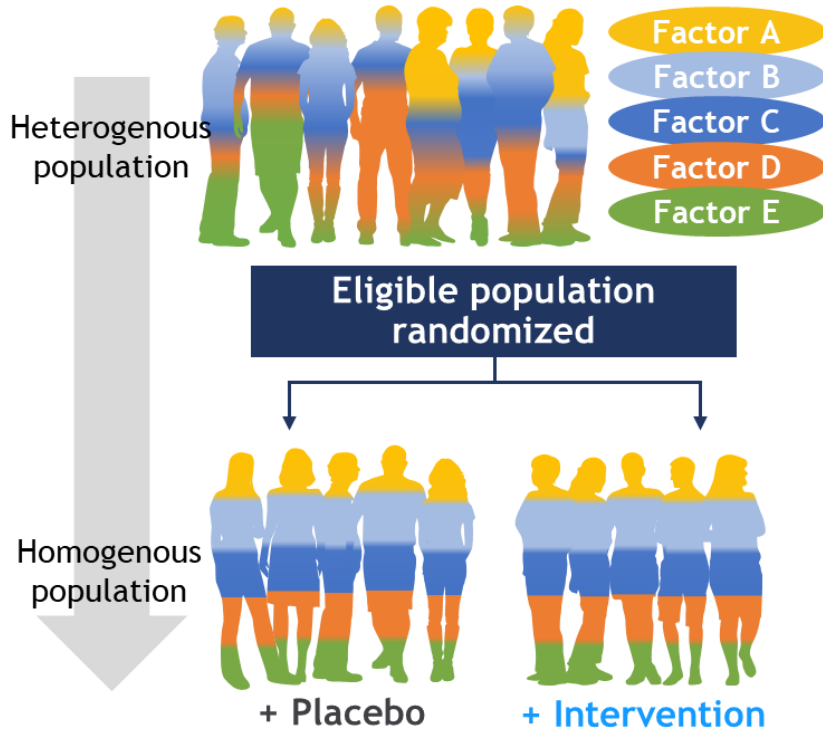 Factor A
Factor B
Factor C
Factor D
Factor E
Heterogenous
population
Eligible population
randomized
Homogenous
population
+ Placebo
+ Intervention